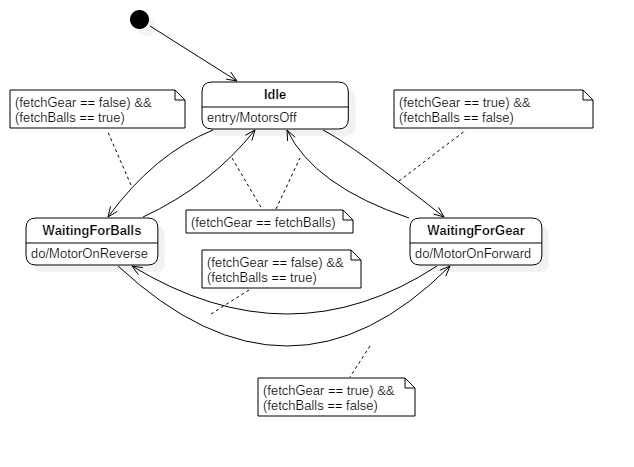 Idle
entry/MotorsOff
(fetchGear == false) &&
(fetchBalls == true)
(fetchGear == true) &&
(fetchBalls == false)
(fetchGear == fetchBalls)
WaitingForBalls
do/MotorOnReverse
WaitingForGear
do/MotorOnForward
(fetchGear == false) &&
(fetchBalls == true)
(fetchGear == true) &&
(fetchBalls == false)